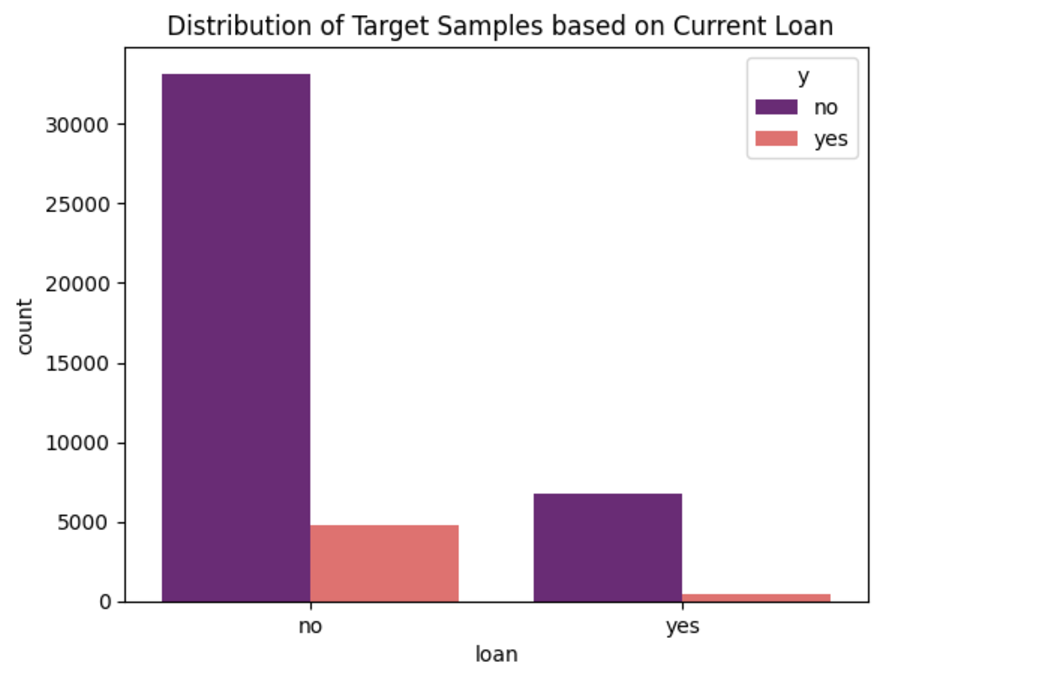 Distribution of Target Samples based on Current Loan
y
no
yes
30000
25000
20000
15000
10000
5000
0
count
no
yes
loan